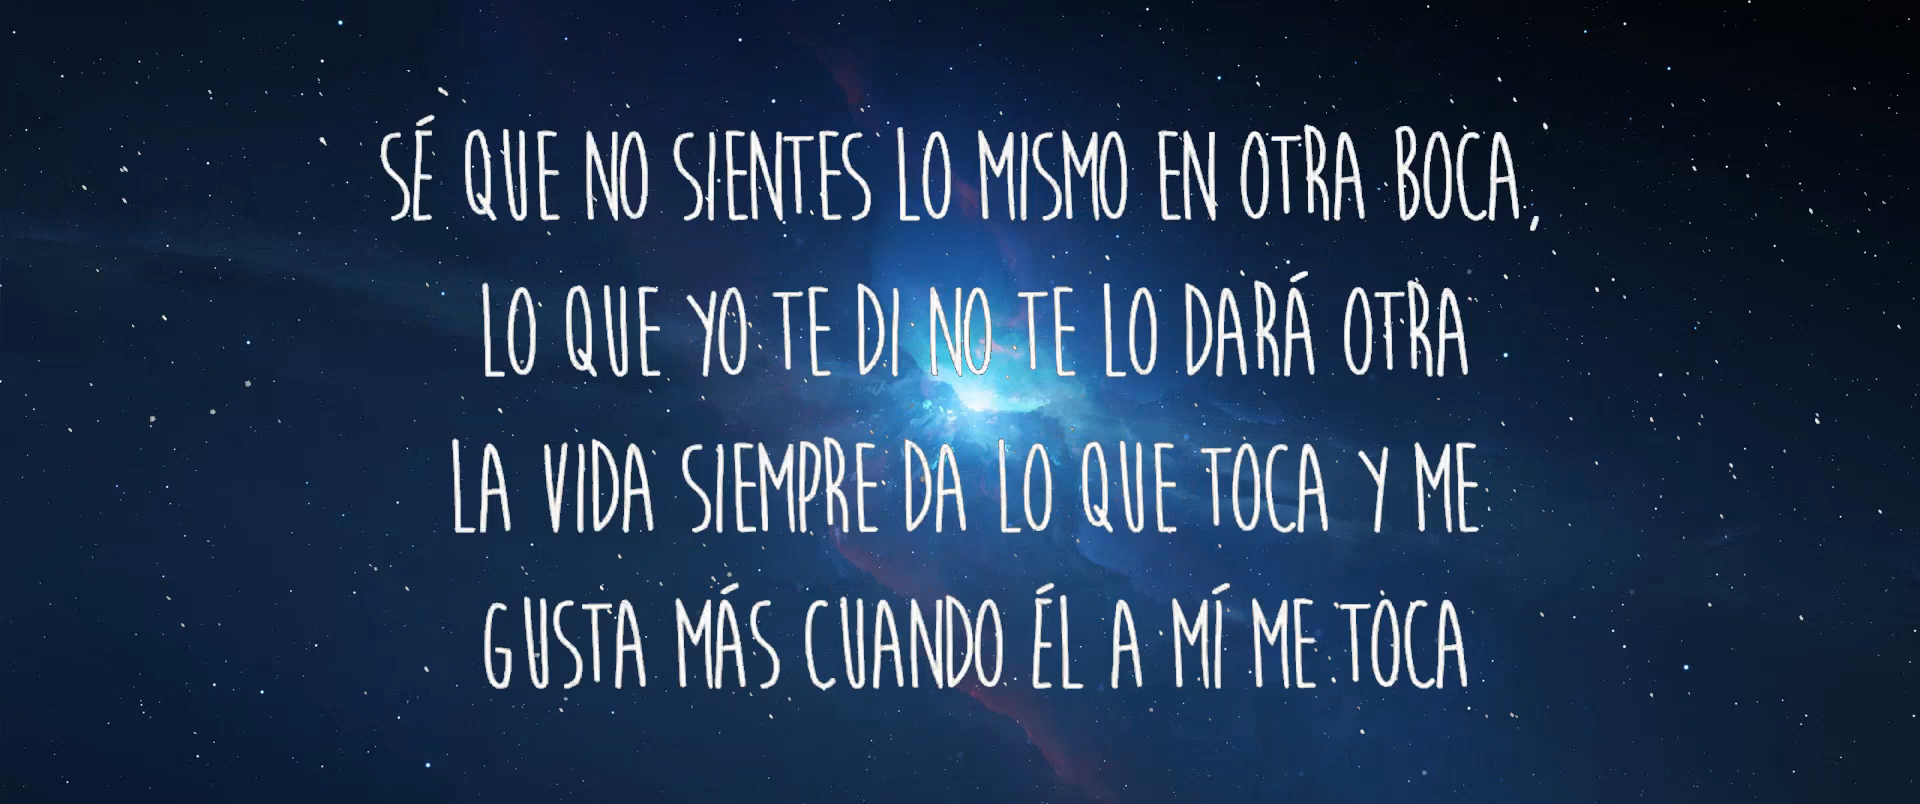 SÉ QUE NO SIENTES LO MISMO EN OTRA BOCA,
LO QUE YO TE DI NO TE LO DARÁ OTRA
LA VIDA SIEMPRE DA LO QUE TOCA Y ME
GUSTA MÁS CUANDO ÉL A MÍ ME TOCA